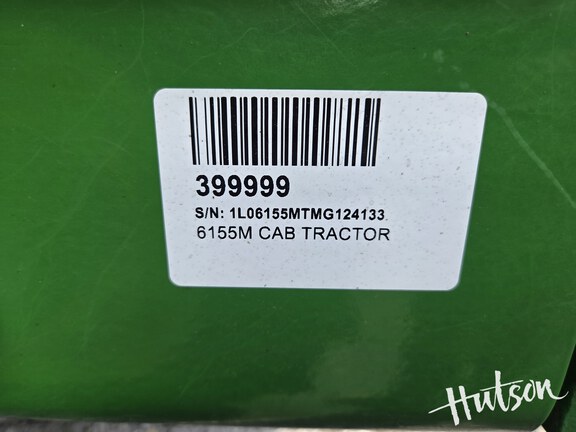 399999
S/N: 1L06155MTMG124133
6155M CAB TRACTOR
Hutson